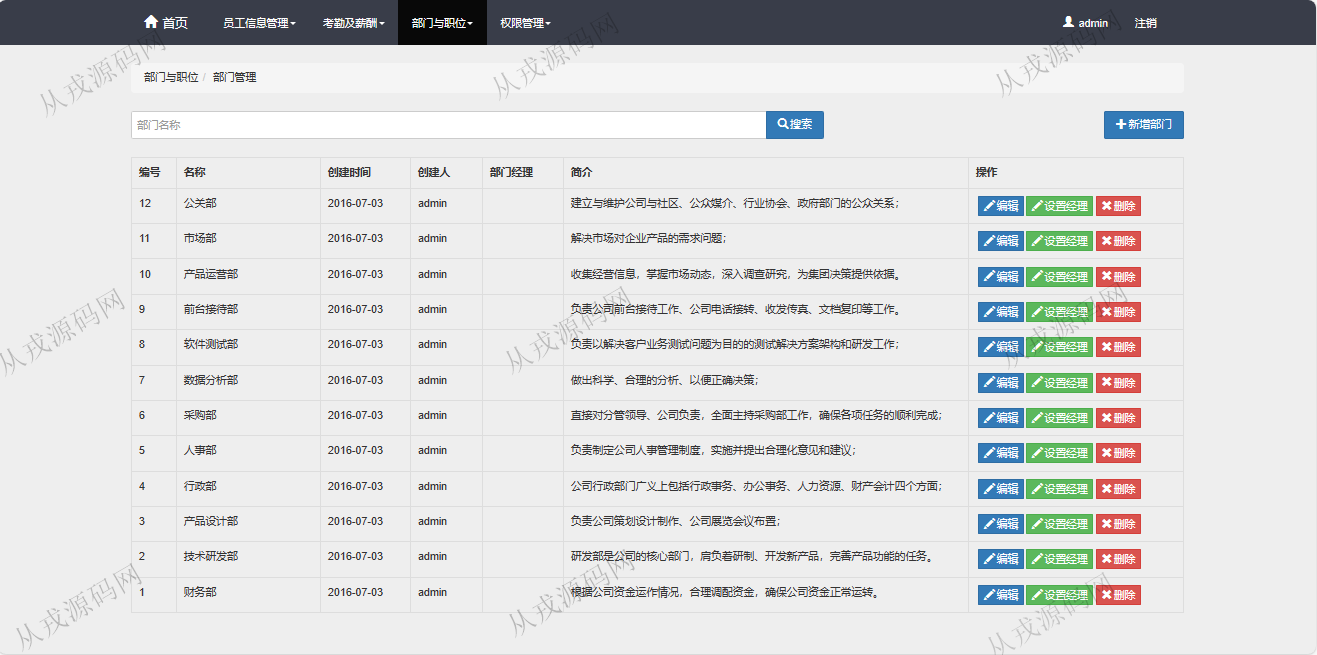 首页 员工信息管理 考勤及薪酬 部门与职位 权限管理 admin 注销
部门与职位 / 部门管理
部门名称 搜索 新增部门
编号 名称 创建时间 创建人 部门经理 简介 操作
12 公关部 2016-07-03 admin 建立与维护公司与社区、公众媒介、行业协会、政府部门的公众关系； 编辑 设置经理 删除
11 市场部 2016-07-03 admin 解决市场对企业产品的需求问题； 编辑 设置经理 删除
10 产品运营部 2016-07-03 admin 收集经营信息，掌握市场动态，深入调查研究，为集团决策提供依据。 编辑 设置经理 删除
9 前台接待部 2016-07-03 admin 负责公司前台接待工作、公司电话接转、收发传真、文档复印等工作。 编辑 设置经理 删除
8 软件测试部 2016-07-03 admin 负责以解决客户业务测试问题为目的的测试解决方案架构和研发工作； 编辑 设置经理 删除
7 数据分析部 2016-07-03 admin 做出科学、合理的分析、以便正确决策； 编辑 设置经理 删除
6 采购部 2016-07-03 admin 直接对分管领导、公司负责，全面主持采购部工作，确保各项任务的顺利完成； 编辑 设置经理 删除
5 人事部 2016-07-03 admin 负责制定公司人事管理制度，实施并提出合理化意见和建议； 编辑 设置经理 删除
4 行政部 2016-07-03 admin 公司行政部门广义上包括行政事务、办公事务、人力资源、财产会计四个方面； 编辑 设置经理 删除
3 产品设计部 2016-07-03 admin 负责公司策划设计制作、公司展览会议布置； 编辑 设置经理 删除
2 技术研发部 2016-07-03 admin 研发部是公司的核心部门，肩负着研制、开发新产品，完善产品功能的任务。 编辑 设置经理 删除
1 财务部 2016-07-03 admin 根据公司资金运作情况，合理调配资金，确保公司资金正常运转。 编辑 设置经理 删除
从戎源码网
从戎源码网
从戎源码网
从戎源码网
从戎源码网
从戎源码网
从戎源码网
从戎源码网
从戎源码网